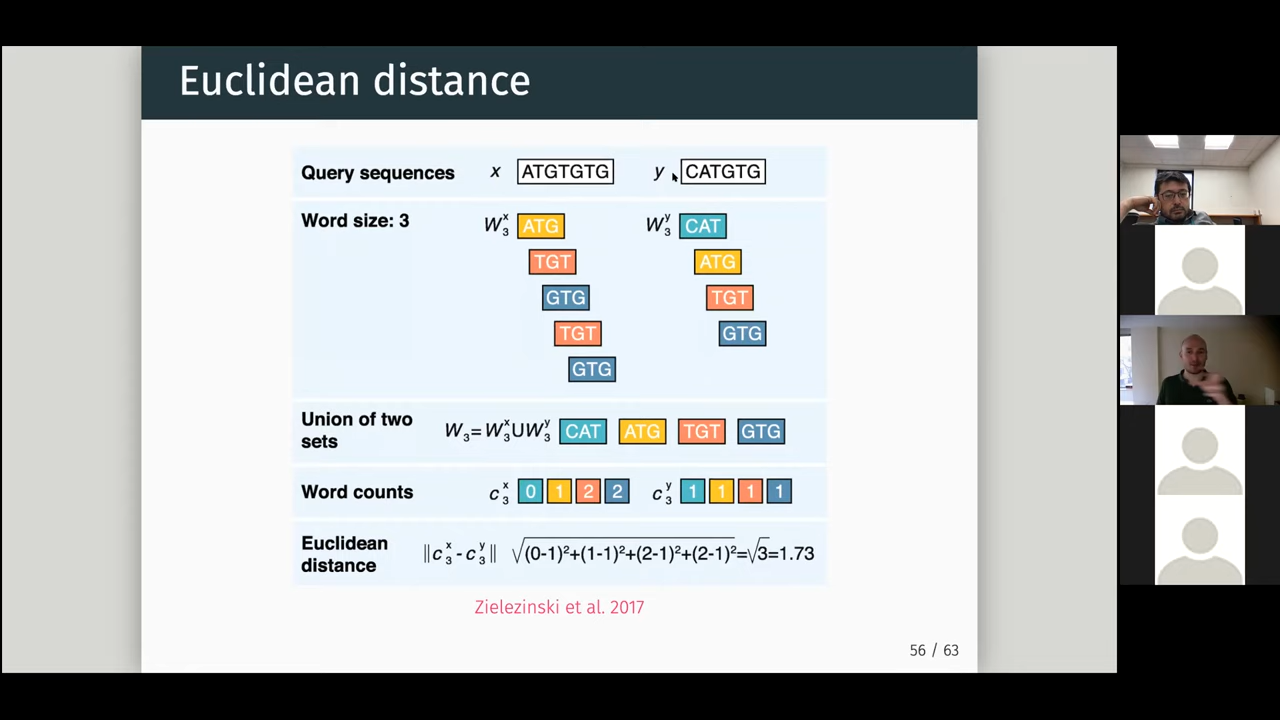 Euclidean distance
Query sequences x ATGTGTG y CATGTG
Word size: 3 W₃ˣ ATG W₃ʸ CAT
TGT ATG
GTG TGT
TGT GTG
GTG
Union of two sets W₃=W₃ˣUW₃ʸ CAT ATG TGT GTG
Word counts c₃ˣ 0 1 2 2 c₃ʸ 1 1 1 1
Euclidean distance ||c₃ˣ - c₃ʸ|| √(0-1)²+(1-1)²+(2-1)²+(2-1)²=√3=1.73
Zielezinski et al. 2017
56 / 63